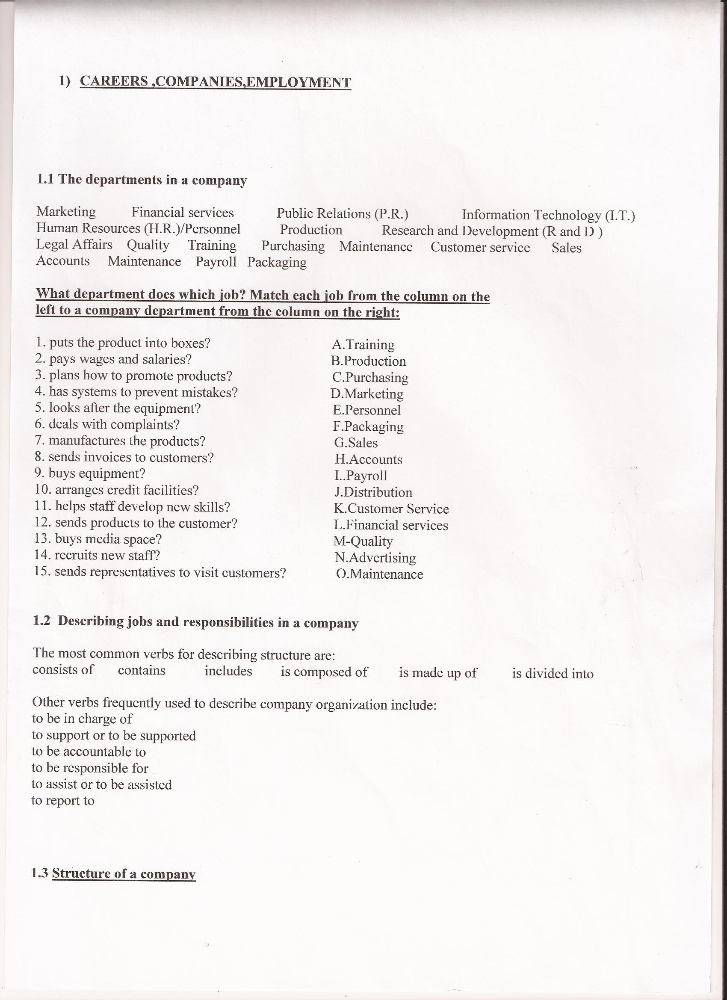 1) CAREERS ,COMPANIES,EMPLOYMENT
1.1 The departments in a company
Marketing Financial services Public Relations (P.R.) Information Technology (I.T.)
Human Resources (H.R.)/Personnel Production Research and Development (R and D )
Legal Affairs Quality Training Purchasing Maintenance Customer service Sales
Accounts Maintenance Payroll Packaging
What department does which job? Match each job from the column on the
left to a company department from the column on the right:
1. puts the product into boxes? A.Training
2. pays wages and salaries? B.Production
3. plans how to promote products? C.Purchasing
4. has systems to prevent mistakes? D.Marketing
5. looks after the equipment? E.Personnel
6. deals with complaints? F.Packaging
7. manufactures the products? G.Sales
8. sends invoices to customers? H.Accounts
9. buys equipment? I..Payroll
10. arranges credit facilities? J.Distribution
11. helps staff develop new skills? K.Customer Service
12. sends products to the customer? L.Financial services
13. buys media space? M-Quality
14. recruits new staff? N.Advertising
15. sends representatives to visit customers? O.Maintenance
1.2 Describing jobs and responsibilities in a company
The most common verbs for describing structure are:
consists of contains includes is composed of is made up of is divided into
Other verbs frequently used to describe company organization include:
to be in charge of
to support or to be supported
to be accountable to
to be responsible for
to assist or to be assisted
to report to
1.3 Structure of a company